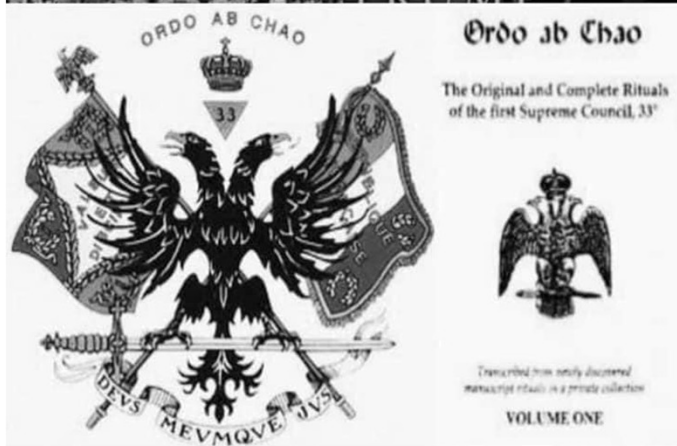 ORDO AB CHAO
33
DEVS
MEVMQVE
JVS
Ordo ab Chao
The Original and Complete Rituals
of the first Supreme Council, 33°
Transcribed from newly discovered
manuscript rituals in a private collection
VOLUME ONE